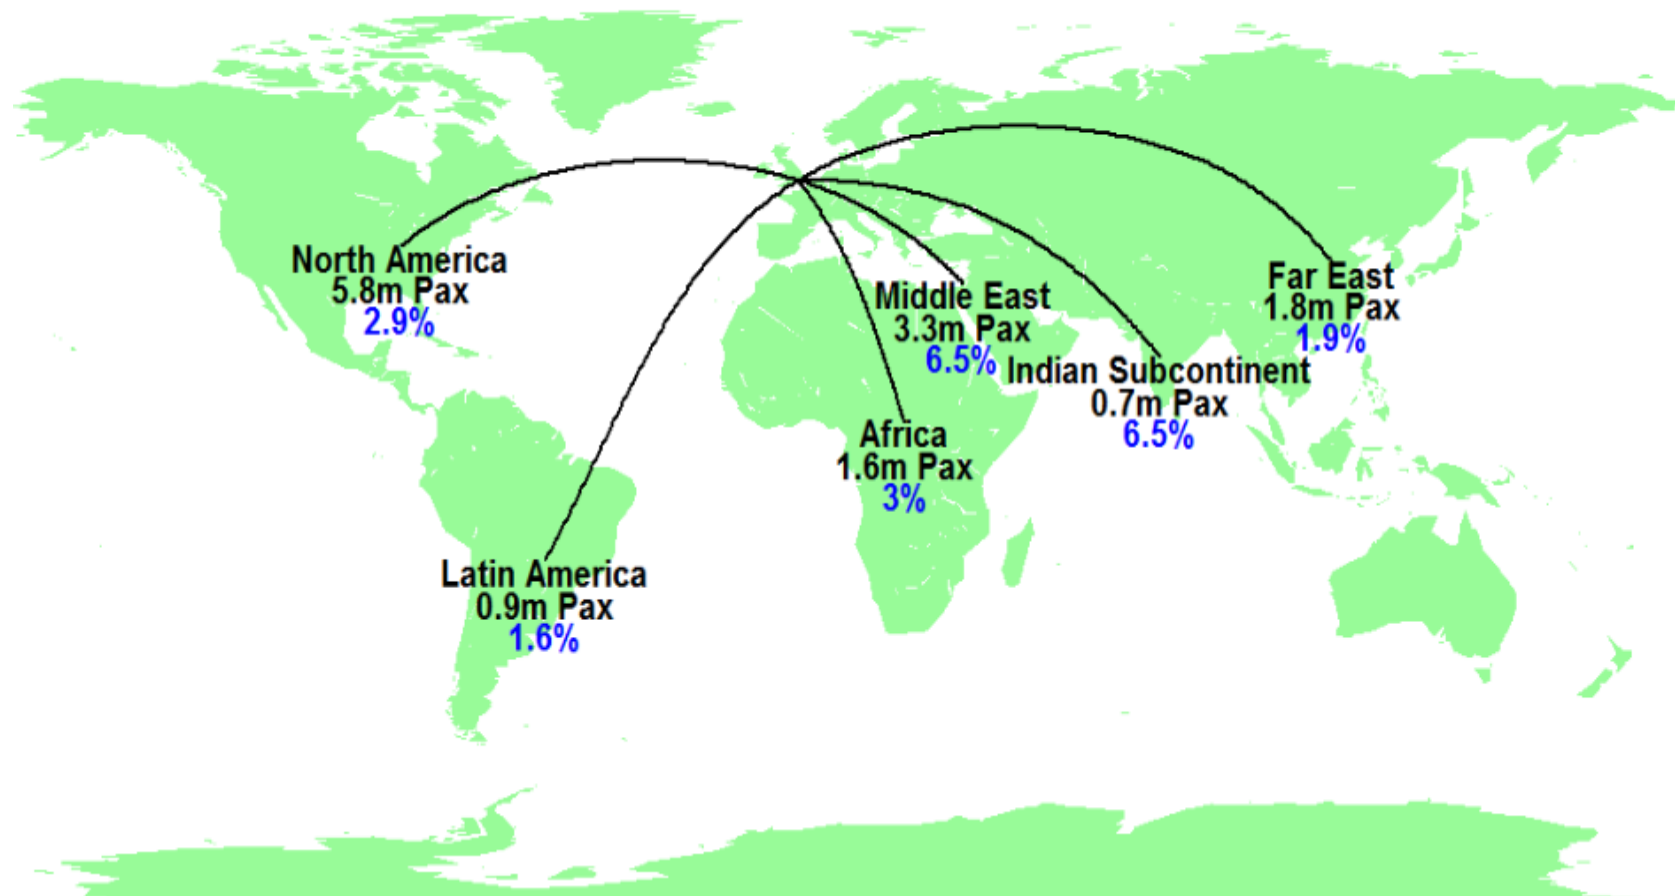 North America
5.8m Pax
2.9%
Middle East
3.3m Pax
6.5%
Far East
1.8m Pax
1.9%
Indian Subcontinent
0.7m Pax
6.5%
Africa
1.6m Pax
3%
Latin America
0.9m Pax
1.6%